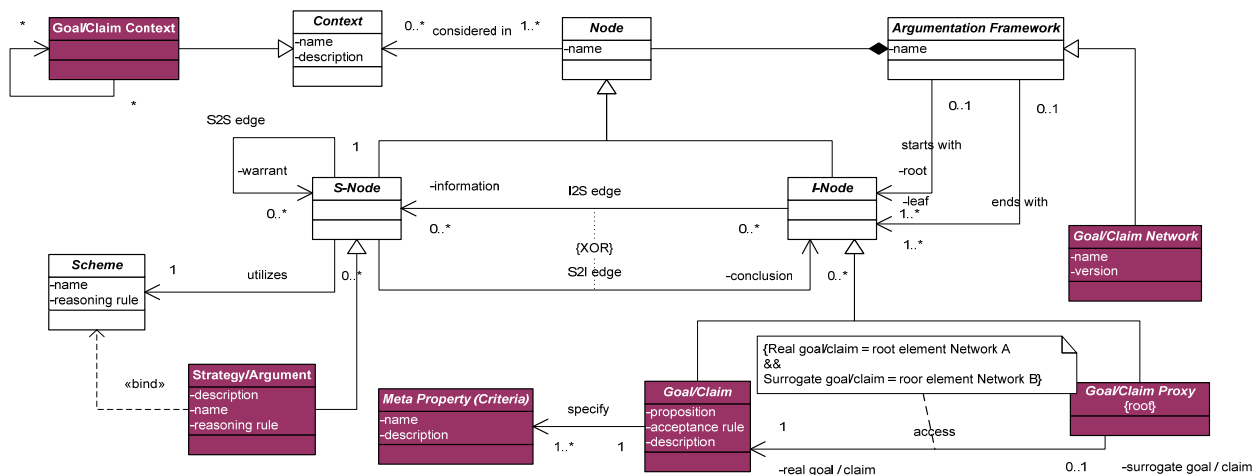 *
Goal/Claim Context
*
Context
-name
-description
0..*
considered in
1..*
Node
-name
Argumentation Framework
-name
0..1
0..1
starts with
-root
-leaf
1..*
ends with
1..*
S2S edge
1
-warrant
0..*
S-Node
-information
0..*
I2S edge
{XOR}
S2I edge
0..*
I-Node
-conclusion
0..*
Goal/Claim Network
-name
-version
Scheme
-name
-reasoning rule
1
utilizes
0..*
«bind»
Strategy/Argument
-description
-name
-reasoning rule
Meta Property (Criteria)
-name
-description
specify
1..*
1
Goal/Claim
-proposition
-acceptance rule
-description
{Real goal/claim = root element Network A
&&
Surrogate goal/claim = roor element Network B}
Goal/Claim Proxy
{root}
1
access
-real goal / claim
0..1
-surrogate goal / claim